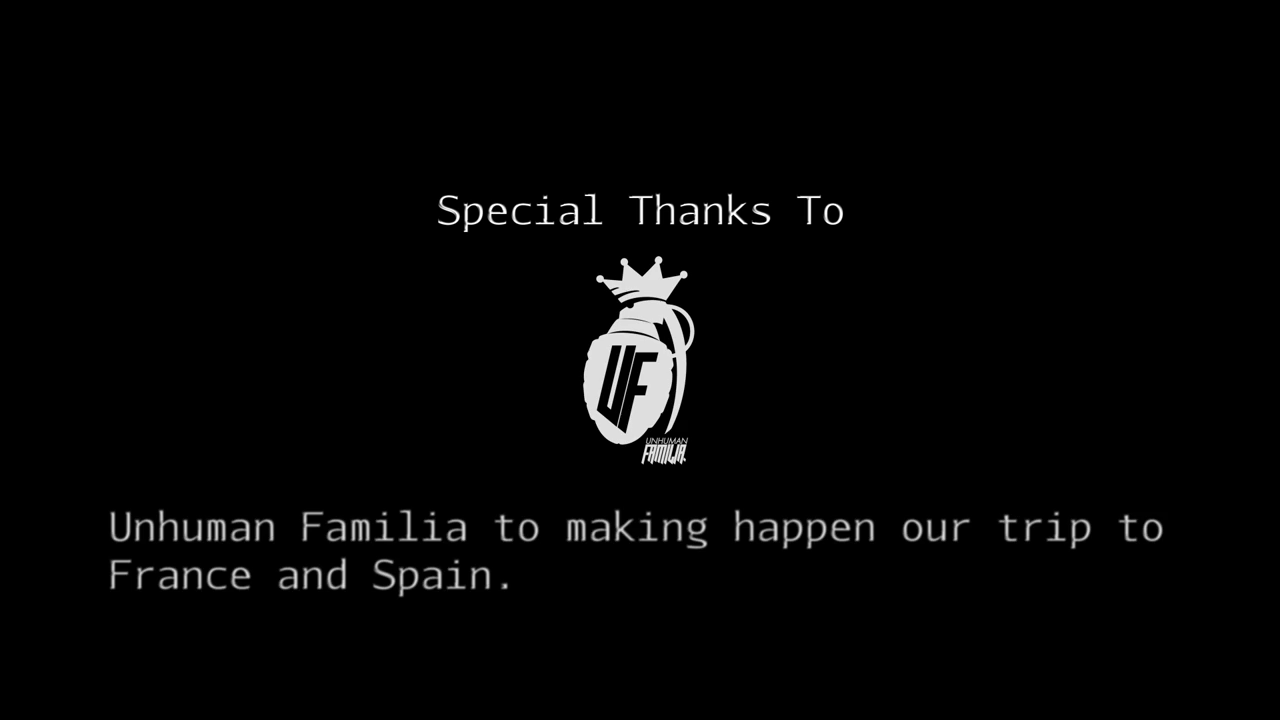 Special Thanks To
UF
UNHUMAN
FAMILIA
Unhuman Familia to making happen our trip to
France and Spain.